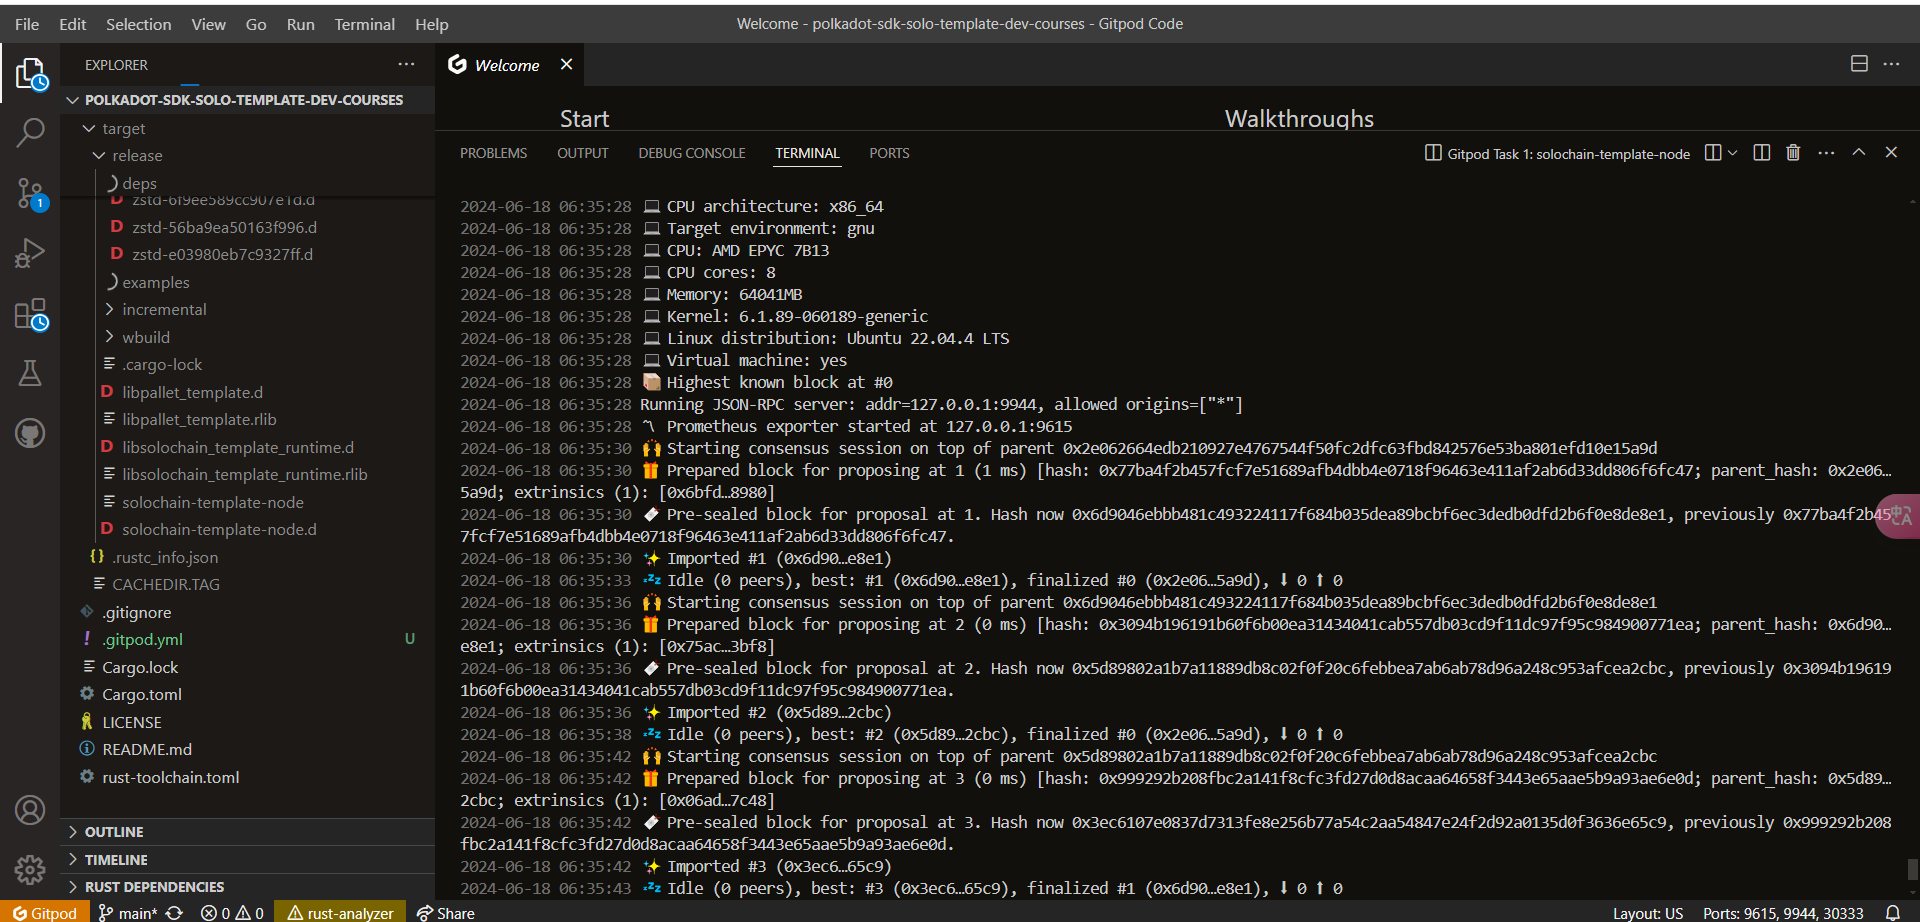 File Edit Selection View Go Run Terminal Help
Welcome - polkadot-sdk-solo-template-dev-courses - Gitpod Code
EXPLORER
POLKADOT-SDK-SOLO-TEMPLATE-DEV-COURSES
target
release
deps
zstd-6f9ee589cc907e1d.d
zstd-56ba9ea50163f996.d
zstd-e03980eb7c9327ff.d
examples
incremental
wbuild
.cargo-lock
libpallet_template.d
libpallet_template.rlib
libsolochain_template_runtime.d
libsolochain_template_runtime.rlib
solochain-template-node
solochain-template-node.d
.rustc_info.json
CACHEDIR.TAG
.gitignore
.gitpod.yml U
Cargo.lock
Cargo.toml
LICENSE
README.md
rust-toolchain.toml
OUTLINE
TIMELINE
RUST DEPENDENCIES
1
Welcome
Start
Walkthroughs
PROBLEMS OUTPUT DEBUG CONSOLE TERMINAL PORTS
Gitpod Task 1: solochain-template-node
2024-06-18 06:35:28 💻 CPU architecture: x86_64
2024-06-18 06:35:28 💻 Target environment: gnu
2024-06-18 06:35:28 💻 CPU: AMD EPYC 7B13
2024-06-18 06:35:28 💻 CPU cores: 8
2024-06-18 06:35:28 💻 Memory: 64041MB
2024-06-18 06:35:28 💻 Kernel: 6.1.89-060189-generic
2024-06-18 06:35:28 💻 Linux distribution: Ubuntu 22.04.4 LTS
2024-06-18 06:35:28 💻 Virtual machine: yes
2024-06-18 06:35:28 📦 Highest known block at #0
2024-06-18 06:35:28 Running JSON-RPC server: addr=127.0.0.1:9944, allowed origins=["*"]
2024-06-18 06:35:28 〽️ Prometheus exporter started at 127.0.0.1:9615
2024-06-18 06:35:30 🙌 Starting consensus session on top of parent 0x2e062664edb210927e4767544f50fc2dfc63fbd842576e53ba801efd10e15a9d
2024-06-18 06:35:30 🎁 Prepared block for proposing at 1 (1 ms) [hash: 0x77ba4f2b457fcf7e51689afb4dbb4e0718f96463e411af2ab6d33dd806f6fc47; parent_hash: 0x2e06…
5a9d; extrinsics (1): [0x6bfd…8980]
2024-06-18 06:35:30 🔖 Pre-sealed block for proposal at 1. Hash now 0x6d9046ebbb481c493224117f684b035dea89bcbf6ec3dedb0dfd2b6f0e8de8e1, previously 0x77ba4f2b45
7fcf7e51689afb4dbb4e0718f96463e411af2ab6d33dd806f6fc47.
2024-06-18 06:35:30 ✨ Imported #1 (0x6d90…e8e1)
2024-06-18 06:35:33 💤 Idle (0 peers), best: #1 (0x6d90…e8e1), finalized #0 (0x2e06…5a9d), ⬇ 0 ⬆ 0
2024-06-18 06:35:36 🙌 Starting consensus session on top of parent 0x6d9046ebbb481c493224117f684b035dea89bcbf6ec3dedb0dfd2b6f0e8de8e1
2024-06-18 06:35:36 🎁 Prepared block for proposing at 2 (0 ms) [hash: 0x3094b196191b60f6b00ea31434041cab557db03cd9f11dc97f95c984900771ea; parent_hash: 0x6d90…
e8e1; extrinsics (1): [0x75ac…3bf8]
2024-06-18 06:35:36 🔖 Pre-sealed block for proposal at 2. Hash now 0x5d89802a1b7a11889db8c02f0f20c6febbea7ab6ab78d96a248c953afcea2cbc, previously 0x3094b19619
1b60f6b00ea31434041cab557db03cd9f11dc97f95c984900771ea.
2024-06-18 06:35:36 ✨ Imported #2 (0x5d89…2cbc)
2024-06-18 06:35:38 💤 Idle (0 peers), best: #2 (0x5d89…2cbc), finalized #0 (0x2e06…5a9d), ⬇ 0 ⬆ 0
2024-06-18 06:35:42 🙌 Starting consensus session on top of parent 0x5d89802a1b7a11889db8c02f0f20c6febbea7ab6ab78d96a248c953afcea2cbc
2024-06-18 06:35:42 🎁 Prepared block for proposing at 3 (0 ms) [hash: 0x999292b208fbc2a141f8cfc3fd27d0d8acaa64658f3443e65aae5b9a93ae6e0d; parent_hash: 0x5d89…
2cbc; extrinsics (1): [0x06ad…7c48]
2024-06-18 06:35:42 🔖 Pre-sealed block for proposal at 3. Hash now 0x3ec6107e0837d7313fe8e256b77a54c2aa54847e24f2d92a0135d0f3636e65c9, previously 0x999292b208
fbc2a141f8cfc3fd27d0d8acaa64658f3443e65aae5b9a93ae6e0d.
2024-06-18 06:35:42 ✨ Imported #3 (0x3ec6…65c9)
2024-06-18 06:35:43 💤 Idle (0 peers), best: #3 (0x3ec6…65c9), finalized #1 (0x6d90…e8e1), ⬇ 0 ⬆ 0
Gitpod main* 0 0 rust-analyzer Share
Layout: US Ports: 9615, 9944, 30333